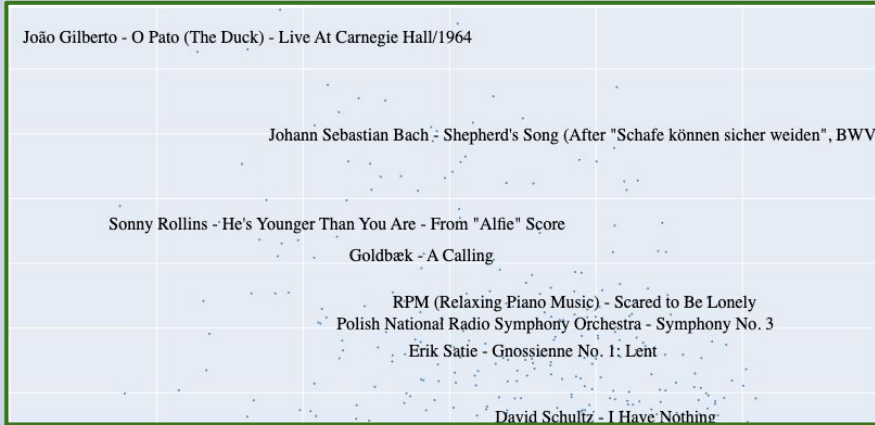 João Gilberto - O Pato (The Duck) - Live At Carnegie Hall/1964
Johann Sebastian Bach - Shepherd's Song (After "Schafe können sicher weiden", BWV
Sonny Rollins - He's Younger Than You Are - From "Alfie" Score
Goldbæk - A Calling
RPM (Relaxing Piano Music) - Scared to Be Lonely
Polish National Radio Symphony Orchestra - Symphony No. 3
Erik Satie - Gnossienne No. 1: Lent
David Schultz - I Have Nothing